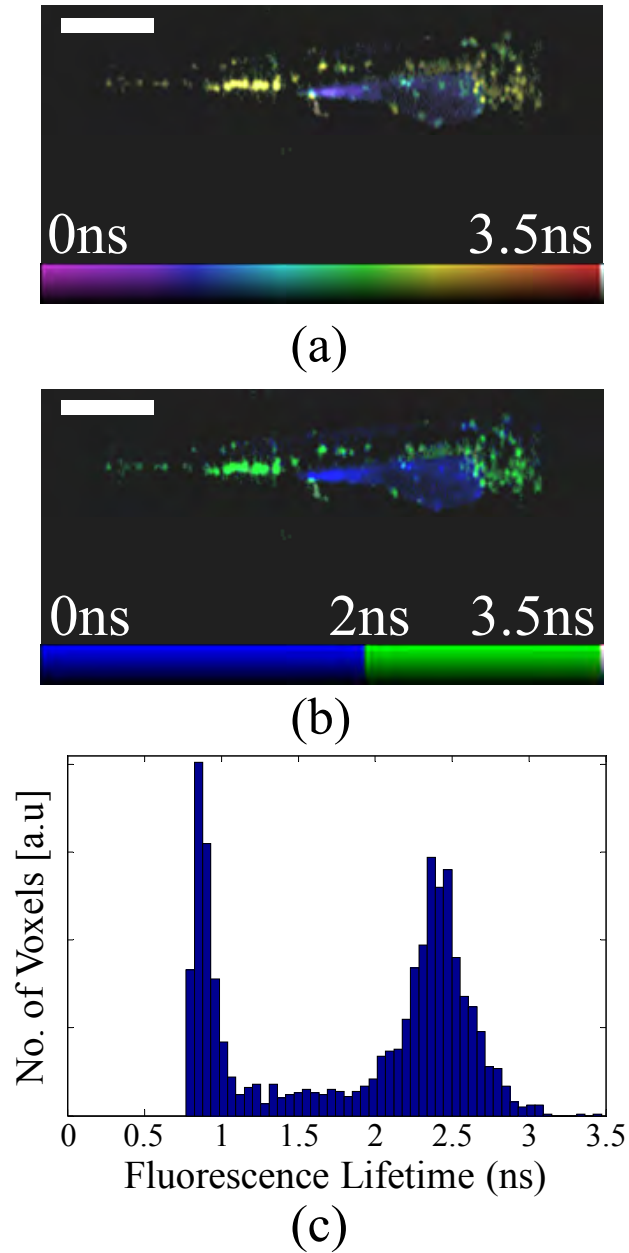 0ns 3.5ns
(a)
0ns 2ns 3.5ns
(b)
No. of Voxels [a.u]
0 0.5 1 1.5 2 2.5 3 3.5
Fluorescence Lifetime (ns)
(c)